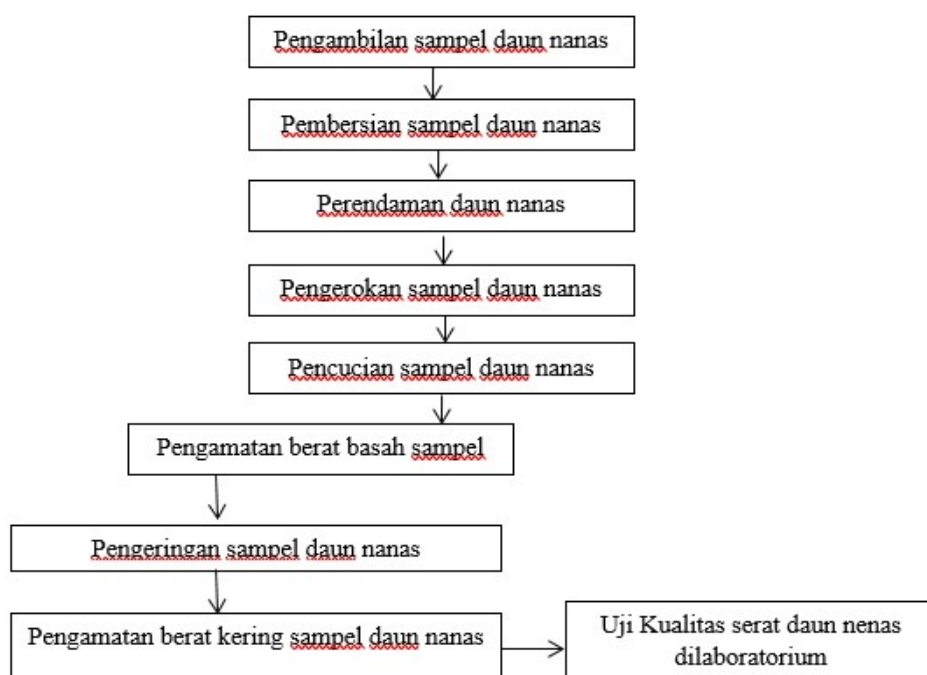 Pengambilan sampel daun nanas
Pembersian sampel daun nanas
Perendaman daun nanas
Pengerokan sampel daun nanas
Pencucian sampel daun nanas
Pengamatan berat basah sampel
Pengeringan sampel daun nanas
Pengamatan berat kering sampel daun nanas
Uji Kualitas serat daun nenas
dilaboratorium